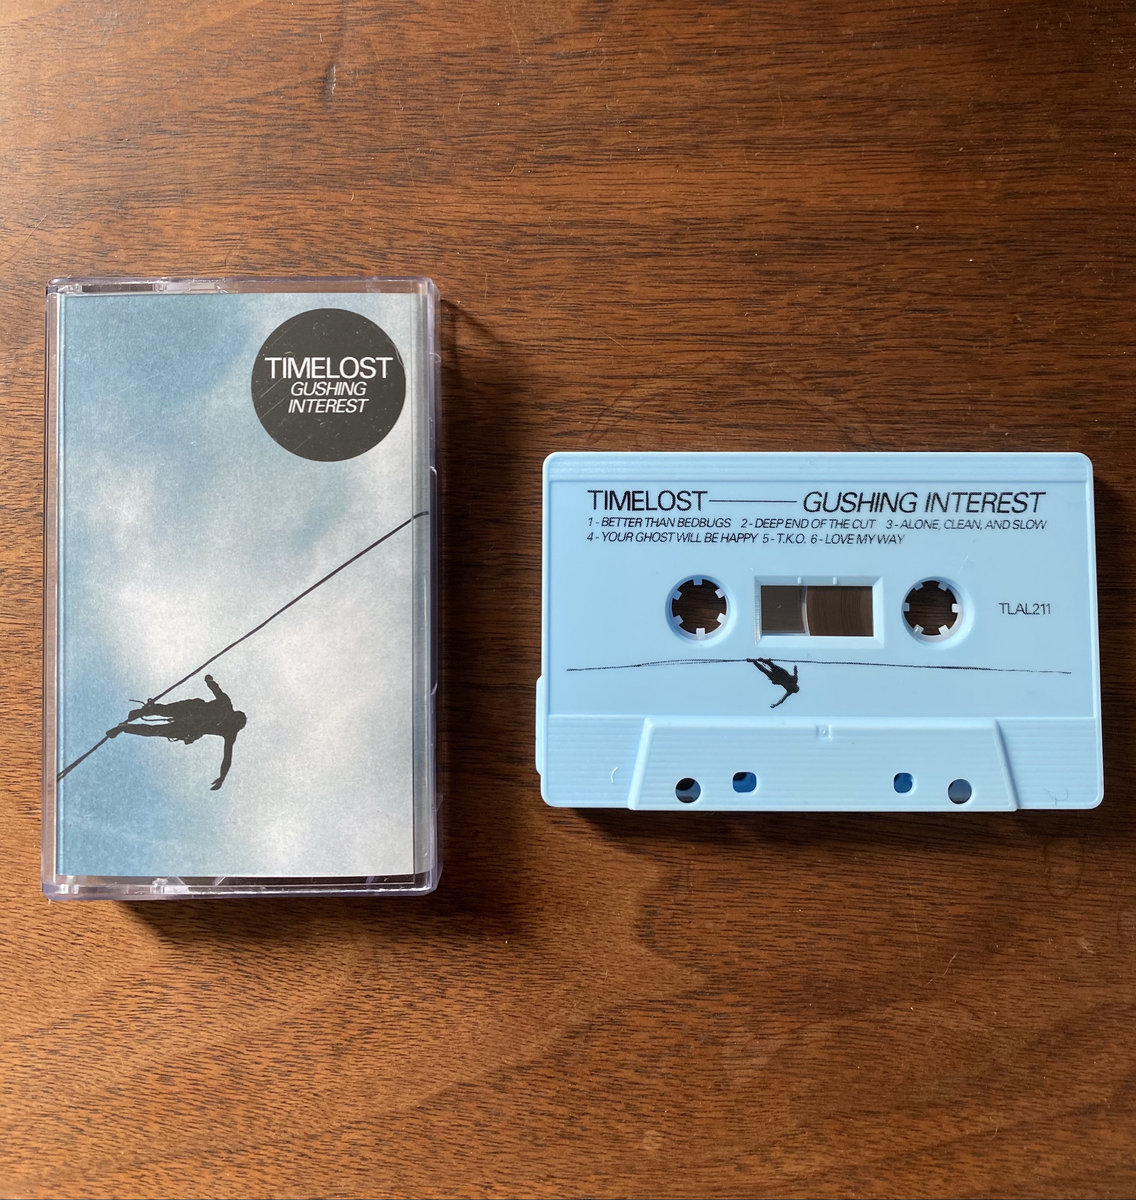 TIMELOST
GUSHING
INTEREST
TIMELOST GUSHING INTEREST
1 - BETTER THAN BEDBUGS 2 - DEEP END OF THE CUT 3 - ALONE, CLEAN, AND SLOW
4 - YOUR GHOST WILL BE HAPPY 5 - T.K.O. 6 - LOVE MY WAY
TLAL211